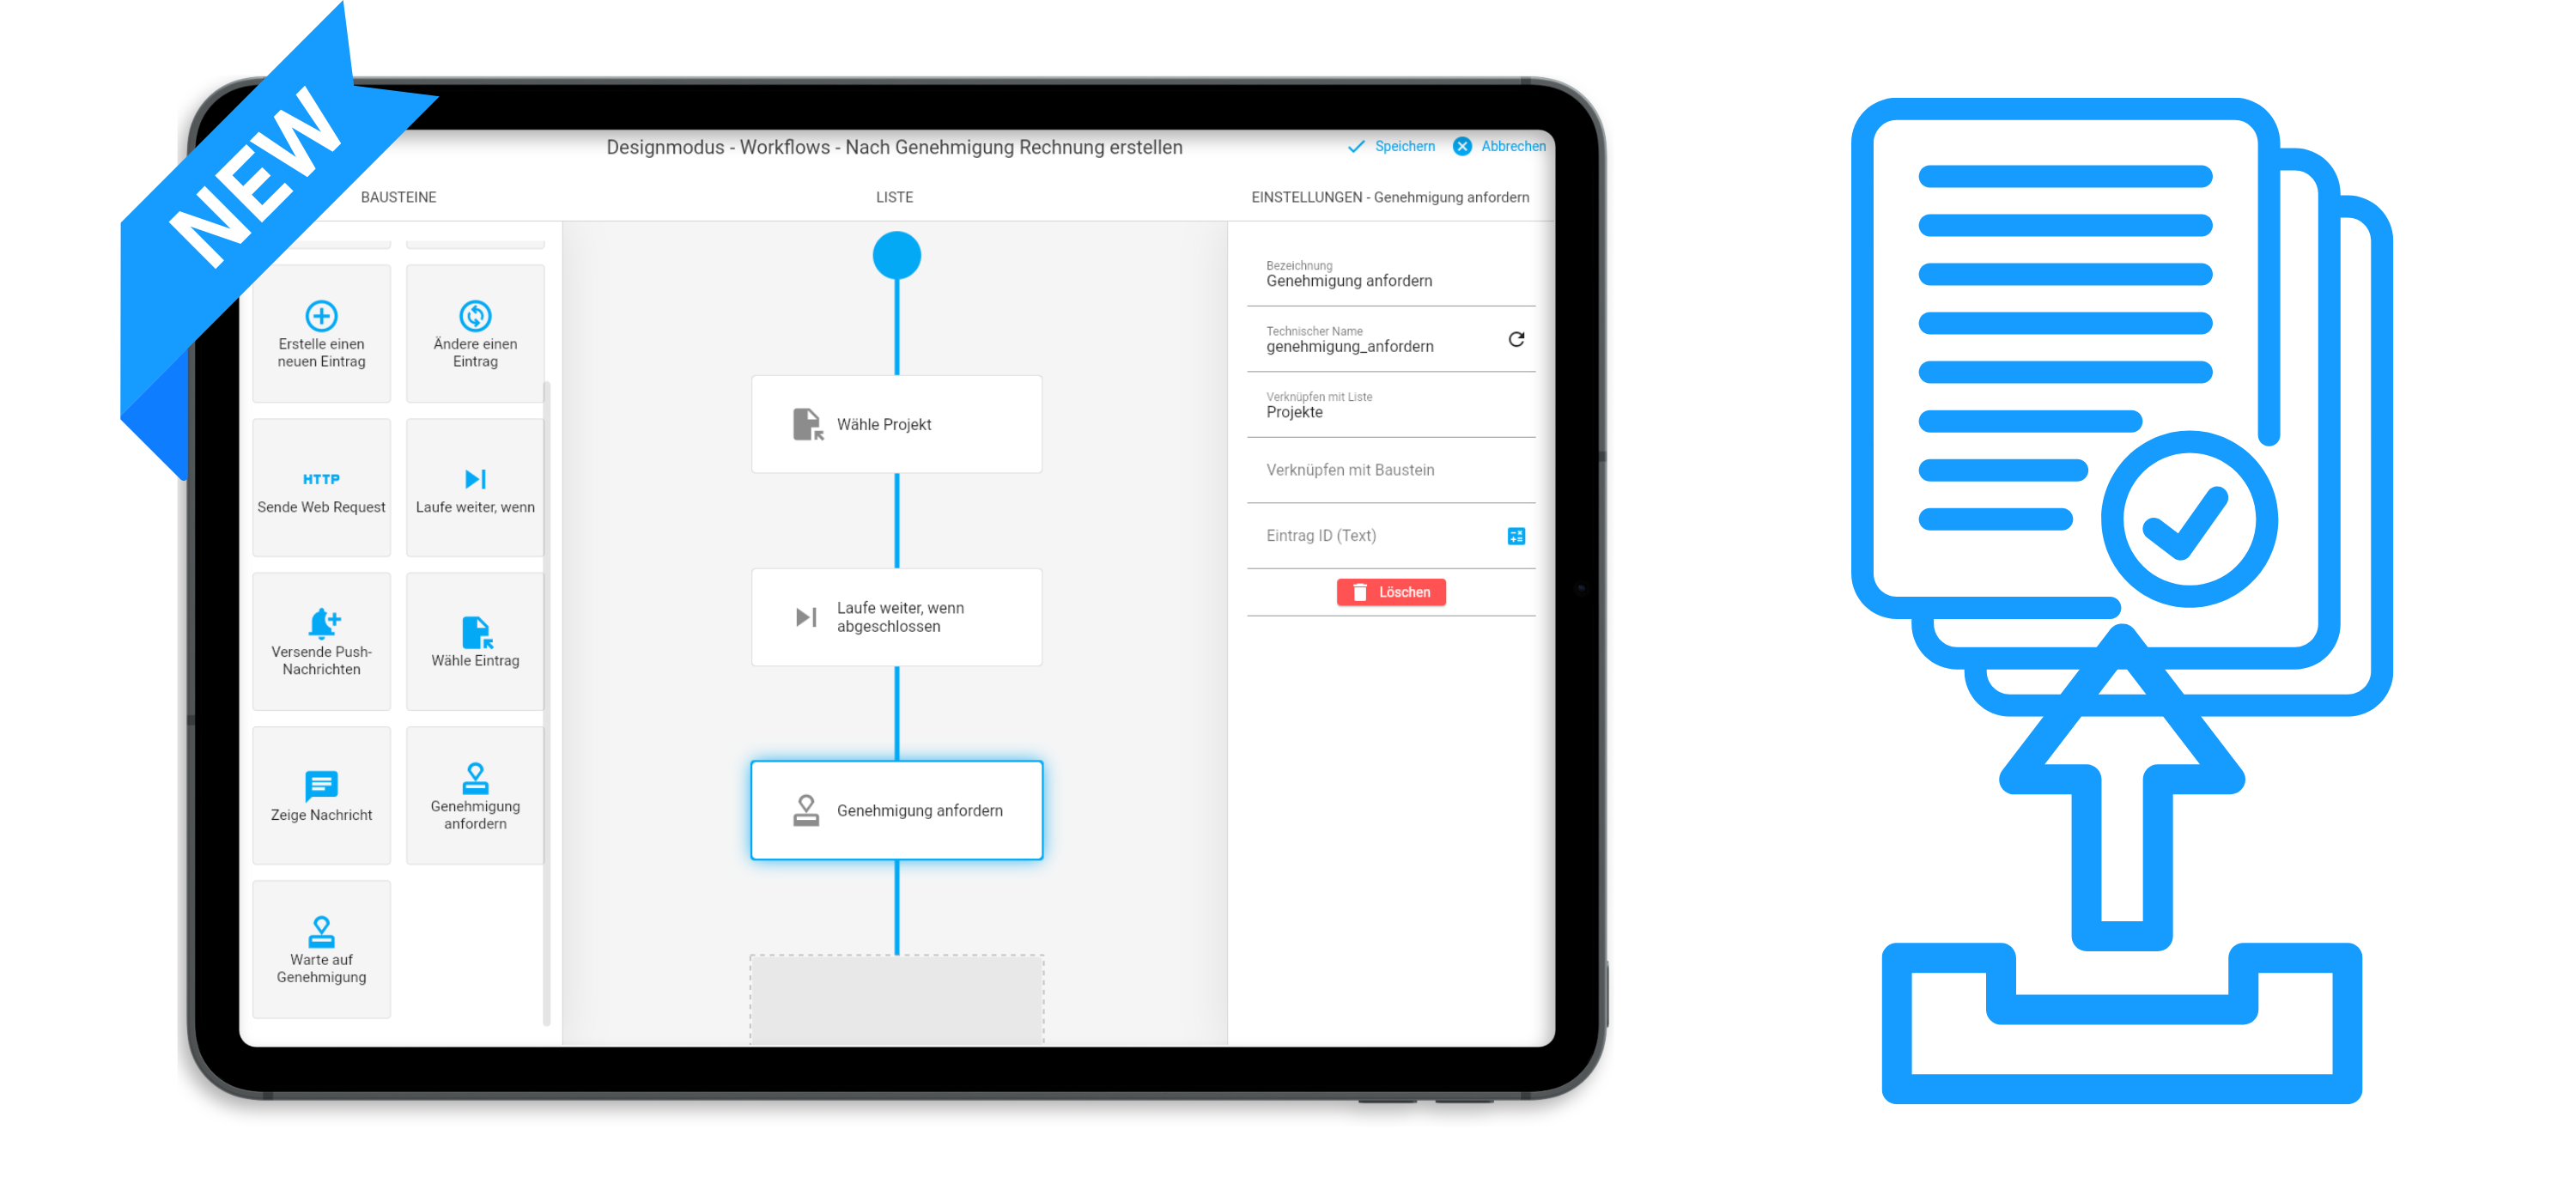 NEW
Designmodus - Workflows - Nach Genehmigung Rechnung erstellen
Speichern
Abbrechen
BAUSTEINE
LISTE
EINSTELLUNGEN - Genehmigung anfordern
Erstelle einen
neuen Eintrag
Ändere einen
Eintrag
HTTP
Sende Web Request
Laufe weiter, wenn
Versende Push-
Nachrichten
Wähle Eintrag
Zeige Nachricht
Genehmigung
anfordern
Warte auf
Genehmigung
Wähle Projekt
Laufe weiter, wenn
abgeschlossen
Genehmigung anfordern
Bezeichnung
Genehmigung anfordern
Technischer Name
genehmigung_anfordern
Verknüpfen mit Liste
Projekte
Verknüpfen mit Baustein
Eintrag ID (Text)
Löschen